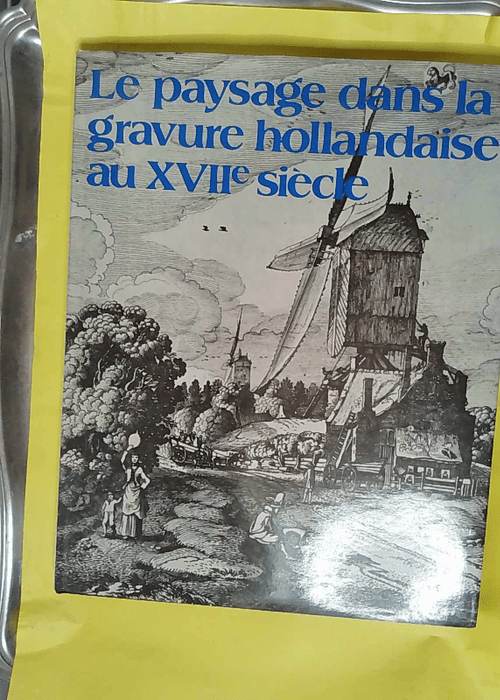 Le paysage dans la
gravure hollandaise
au XVIIe siècle